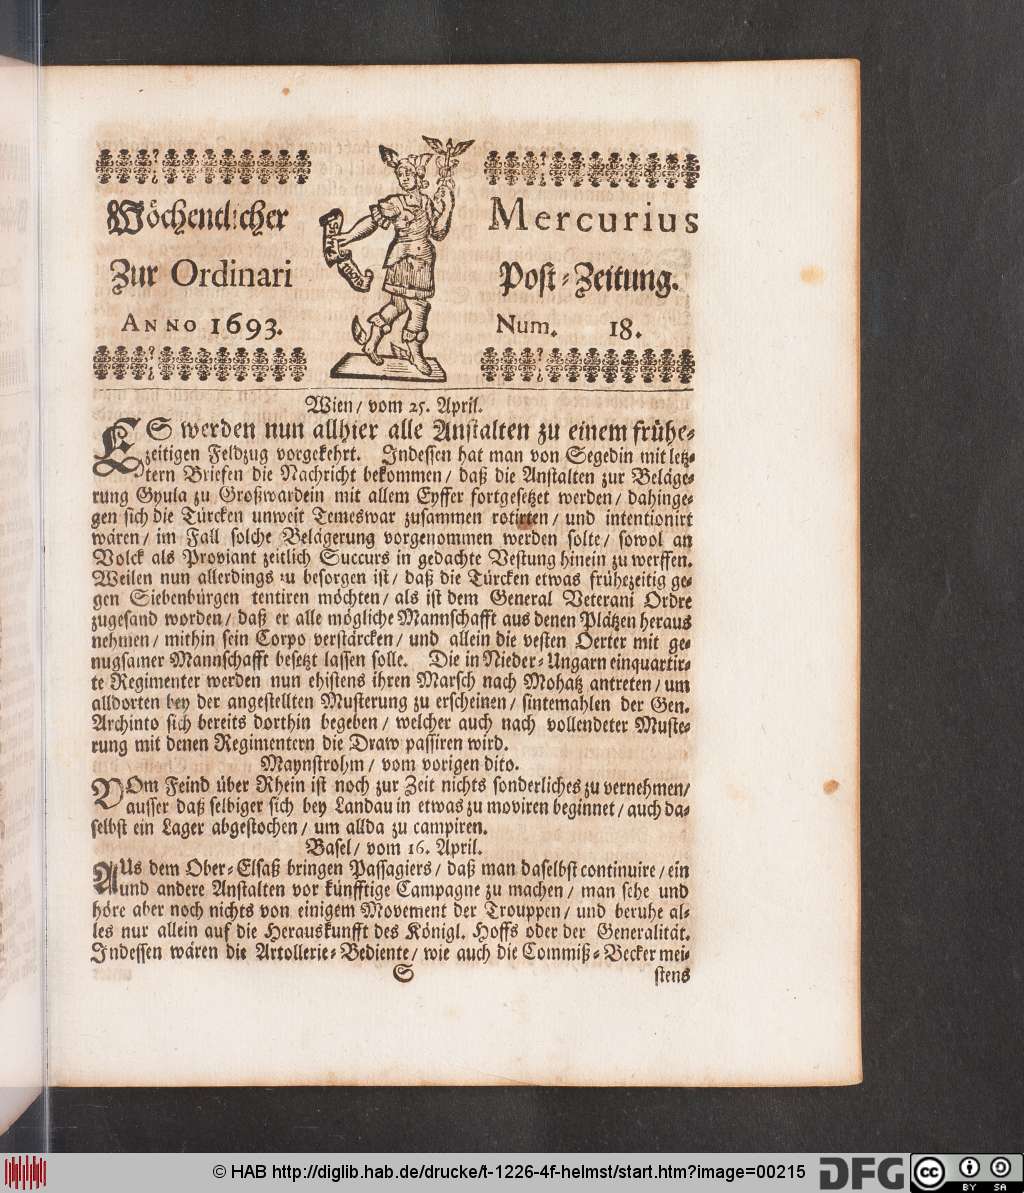 Wöchentlicher Mercurius
Zur Ordinari Post-Zeitung.
ANNO 1693. Num. 18.
Wien/ vom 25. April.
ES werden nun allhier alle Anstalten zu einem frühe-
zeitigen Feldzug vorgekehrt. Indessen hat man von Segedin mit letz-
tern Briefen die Nachricht bekommen/ daß die Anstalten zur Beläge-
rung Gyula zu Großwardein mit allem Eyffer fortgesetzet werden/ dahinge-
gen sich die Türcken unweit Temeswar zusammen rotirten/ und intentionirt
wären/ im Fall solche Belägerung vorgenommen werden solte/ sowol an
Volck als Proviant zeitlich Succurs in gedachte Vestung hinein zu werffen.
Weilen nun allerdings zu besorgen ist/ daß die Türcken etwas frühezeitig ge-
gen Siebenbürgen tentiren möchten/ als ist dem General Veterani Ordre
zugesand worden/ daß er alle mögliche Mannschafft aus denen Plätzen heraus
nehmen/ mithin sein Corpo verstärcken/ und allein die vesten Oerter mit ge-
nugsamer Mannschafft besetzt lassen solle. Die in Nieder-Ungarn einquartir-
te Regimenter werden nun ehistens ihren Marsch nach Mohatz antreten/ um
alldorten bey der angestellten Musterung zu erscheinen/ sintemahlen der Gen.
Archinto sich bereits dorthin begeben/ welcher auch nach vollendeter Muste-
rung mit denen Regimentern die Draw passiren wird.
Maynstrohm/ vom vorigen dito.
VOm Feind über Rhein ist noch zur Zeit nichts sonderliches zu vernehmen/
ausser daß selbiger sich bey Landau in etwas zu moviren beginnet/ auch da-
selbst ein Lager abgestochen/ um allda zu campiren.
Basel/ vom 16. April.
AUs dem Ober-Elsaß bringen Passagiers/ daß man daselbst continuire/ ein
und andere Anstalten vor künfftige Campagne zu machen/ man sehe und
höre aber noch nichts von einigem Movement der Trouppen/ und beruhe al-
les nur allein auf die Herauskunfft des Königl. Hoffs oder der Generalität.
Indessen wären die Artollerie-Bediente/ wie auch die Commiß-Becker mei-
S stens
© HAB http://diglib.hab.de/drucke/t-1226-4f-helmst/start.htm?image=00215 DFG cc BY SA